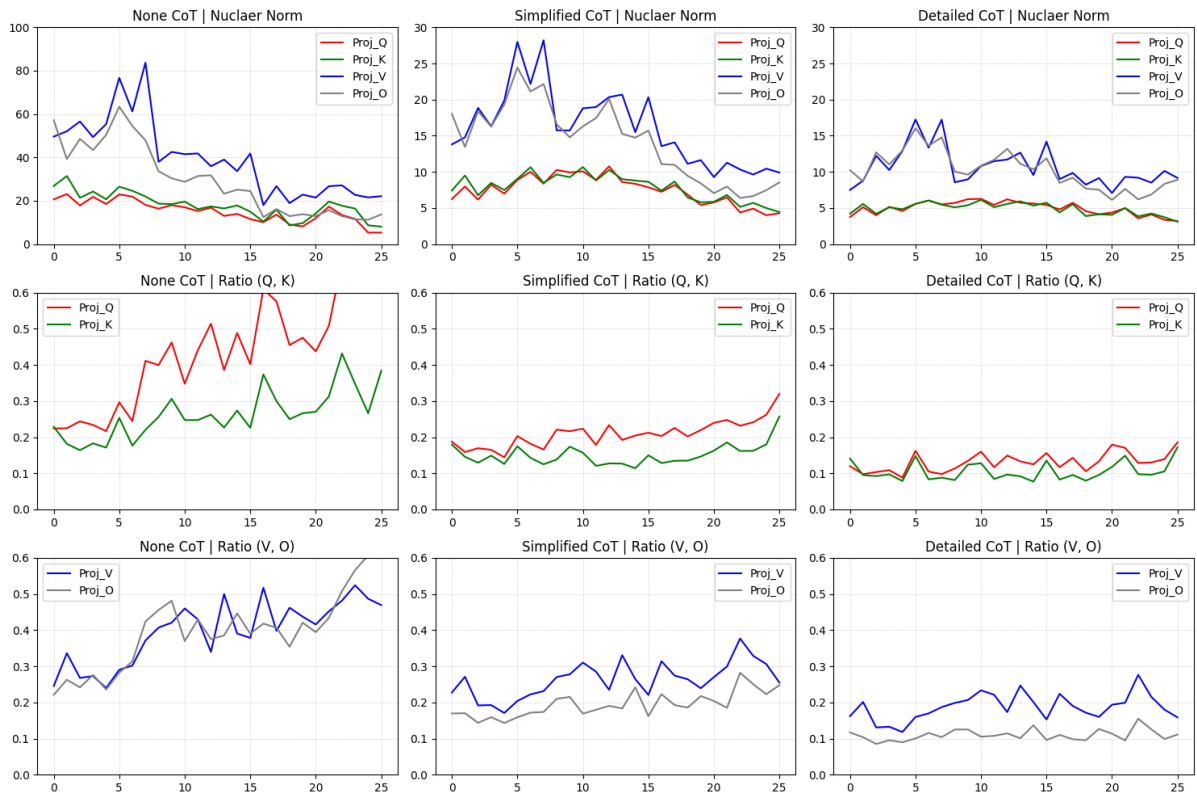 None CoT | Nuclaer Norm
Simplified CoT | Nuclaer Norm
Detailed CoT | Nuclaer Norm
100
80
60
40
20
0
Proj_Q
Proj_K
Proj_V
Proj_O
0 5 10 15 20 25
30
25
20
15
10
5
0
Proj_Q
Proj_K
Proj_V
Proj_O
0 5 10 15 20 25
30
25
20
15
10
5
0
Proj_Q
Proj_K
Proj_V
Proj_O
0 5 10 15 20 25
None CoT | Ratio (Q, K)
Simplified CoT | Ratio (Q, K)
Detailed CoT | Ratio (Q, K)
0.6
0.5
0.4
0.3
0.2
0.1
0.0
Proj_Q
Proj_K
0 5 10 15 20 25
0.6
0.5
0.4
0.3
0.2
0.1
0.0
Proj_Q
Proj_K
0 5 10 15 20 25
0.6
0.5
0.4
0.3
0.2
0.1
0.0
Proj_Q
Proj_K
0 5 10 15 20 25
None CoT | Ratio (V, O)
Simplified CoT | Ratio (V, O)
Detailed CoT | Ratio (V, O)
0.6
0.5
0.4
0.3
0.2
0.1
0.0
Proj_V
Proj_O
0 5 10 15 20 25
0.6
0.5
0.4
0.3
0.2
0.1
0.0
Proj_V
Proj_O
0 5 10 15 20 25
0.6
0.5
0.4
0.3
0.2
0.1
0.0
Proj_V
Proj_O
0 5 10 15 20 25